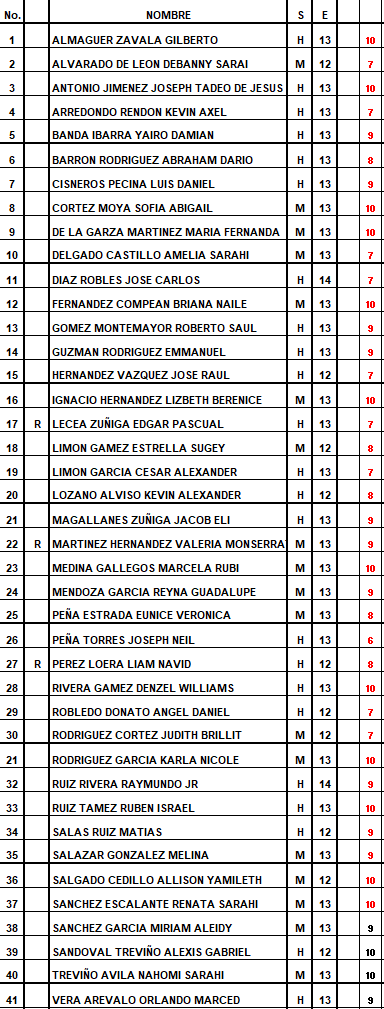 No. NOMBRE S E
1 ALMAGUER ZAVALA GILBERTO H 13 10
2 ALVARADO DE LEON DEBANNY SARAI M 12 7
3 ANTONIO JIMENEZ JOSEPH TADEO DE JESUS H 13 10
4 ARREDONDO RENDON KEVIN AXEL H 13 7
5 BANDA IBARRA YAIRO DAMIAN H 13 9
6 BARRON RODRIGUEZ ABRAHAM DARIO H 13 8
7 CISNEROS PECINA LUIS DANIEL H 13 9
8 CORTEZ MOYA SOFIA ABIGAIL M 13 10
9 DE LA GARZA MARTINEZ MARIA FERNANDA M 13 10
10 DELGADO CASTILLO AMELIA SARAHI M 13 7
11 DIAZ ROBLES JOSE CARLOS H 14 7
12 FERNANDEZ COMPEAN BRIANA NAILE M 13 10
13 GOMEZ MONTEMAYOR ROBERTO SAUL H 13 9
14 GUZMAN RODRIGUEZ EMMANUEL H 13 9
15 HERNANDEZ VAZQUEZ JOSE RAUL H 12 7
16 IGNACIO HERNANDEZ LIZBETH BERENICE M 13 10
17 R LECEA ZUÑIGA EDGAR PASCUAL H 13 7
18 LIMON GAMEZ ESTRELLA SUGEY M 12 8
19 LIMON GARCIA CESAR ALEXANDER H 13 7
20 LOZANO ALVISO KEVIN ALEXANDER H 12 8
21 MAGALLANES ZUÑIGA JACOB ELI H 13 9
22 R MARTINEZ HERNANDEZ VALERIA MONSERRAT M 13 9
23 MEDINA GALLEGOS MARCELA RUBI M 13 10
24 MENDOZA GARCIA REYNA GUADALUPE M 13 9
25 PEÑA ESTRADA EUNICE VERONICA M 13 8
26 PEÑA TORRES JOSEPH NEIL H 13 6
27 R PEREZ LOERA LIAM NAVID H 12 8
28 RIVERA GAMEZ DENZEL WILLIAMS H 13 10
29 ROBLEDO DONATO ANGEL DANIEL H 12 7
30 RODRIGUEZ CORTEZ JUDITH BRILLIT M 12 7
21 RODRIGUEZ GARCIA KARLA NICOLE M 13 10
32 RUIZ RIVERA RAYMUNDO JR H 14 9
33 RUIZ TAMEZ RUBEN ISRAEL H 13 10
34 SALAS RUIZ MATIAS H 12 9
35 SALAZAR GONZALEZ MELINA M 13 9
36 SALGADO CEDILLO ALLISON YAMILETH M 12 10
37 SANCHEZ ESCALANTE RENATA SARAHI M 13 10
38 SANCHEZ GARCIA MIRIAM ALEIDY M 13 9
39 SANDOVAL TREVIÑO ALEXIS GABRIEL H 12 10
40 TREVIÑO AVILA NAHOMI SARAHI M 13 10
41 VERA AREVALO ORLANDO MARCED H 13 9